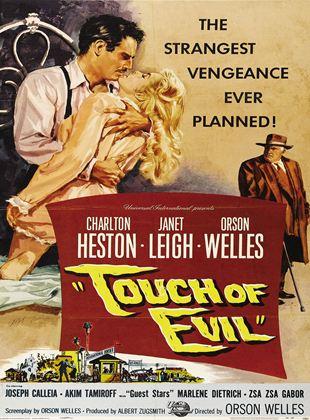 THE
STRANGEST
VENGEANCE
EVER
PLANNED!
Universal-International presents
CHARLTON JANET ORSON
HESTON · LEIGH · WELLES
"TOUCH OF
EVIL"
Co-starring
JOSEPH CALLEIA · AKIM TAMIROFF ... "Guest Stars" MARLENE DIETRICH · ZSA ZSA GABOR
Screenplay by ORSON WELLES · Produced by ALBERT ZUGSMITH Directed by ORSON WELLES